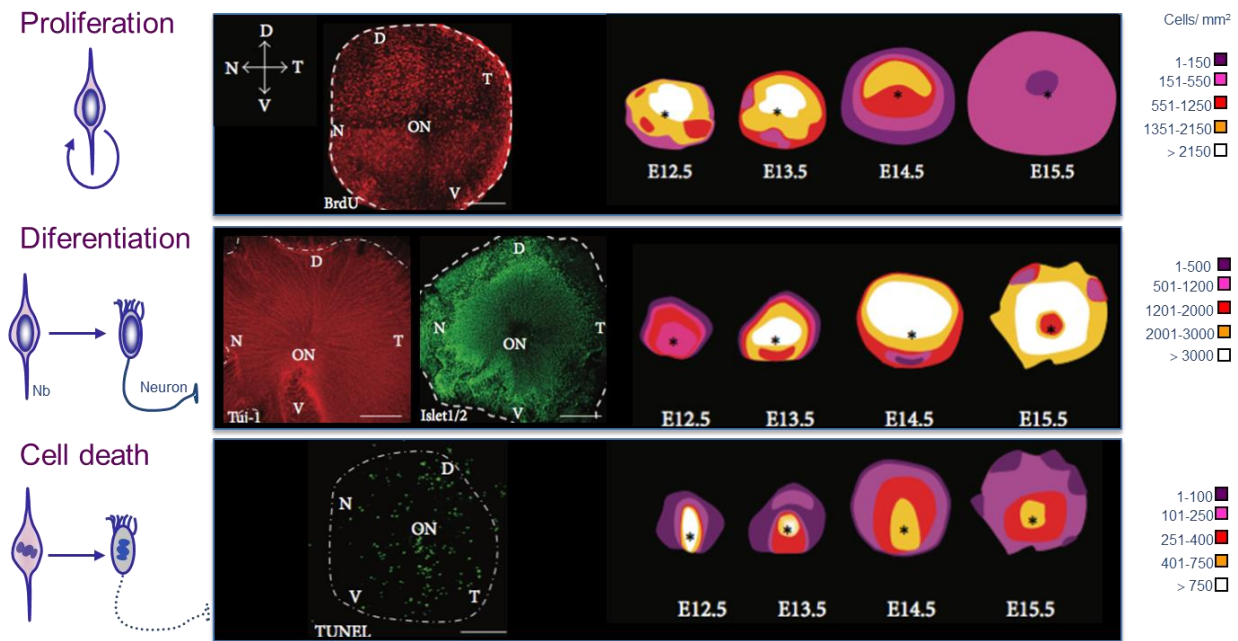 Proliferation
D
N T
V
D
T
ON
N
V
BrdU
* * * *
E12.5 E13.5 E14.5 E15.5
Cells/ mm²
1-150
151-550
551-1250
1351-2150
> 2150
Diferentiation
Nb
Neuron
D
N T
ON
V
Tuj-1
D
N T
ON
V
Islet1/2
* * * *
E12.5 E13.5 E14.5 E15.5
1-500
501-1200
1201-2000
2001-3000
> 3000
Cell death
D
N
ON
V T
TUNEL
* * * *
E12.5 E13.5 E14.5 E15.5
1-100
101-250
251-400
401-750
> 750